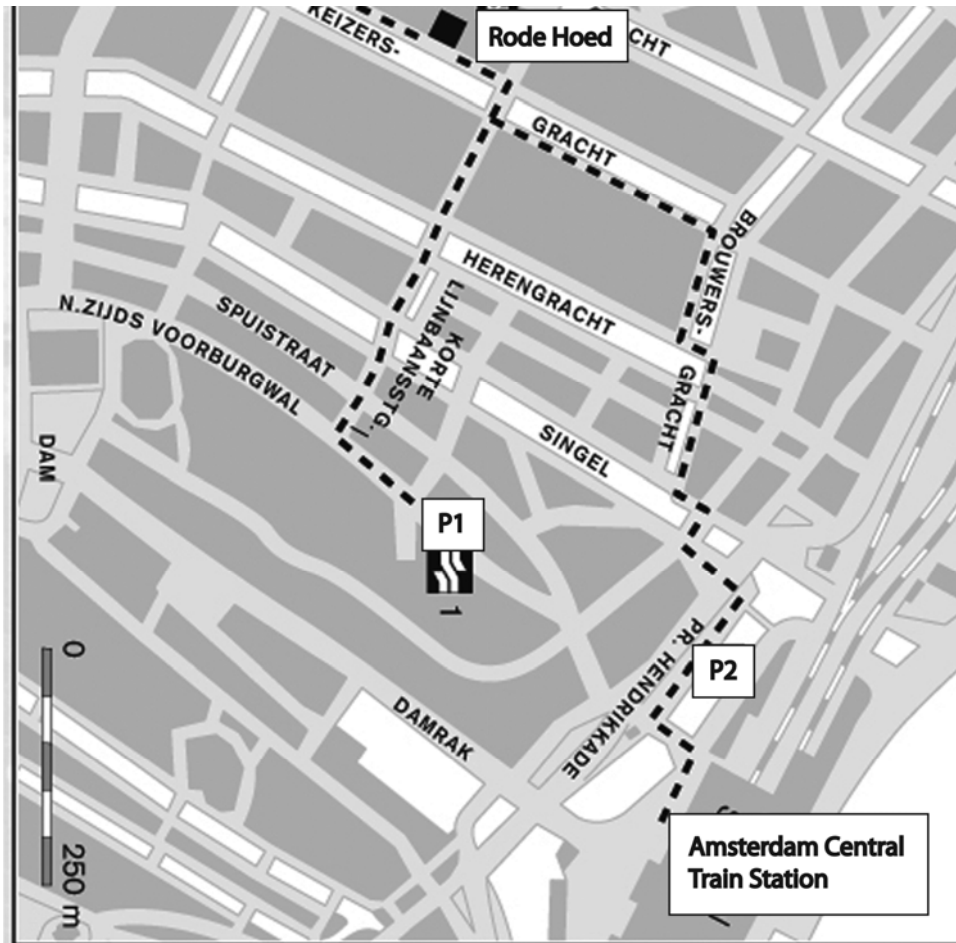 KEIZERS-
Rode Hoed
CHT
GRACHT
BROUWERS-
GRACHT
HERENGRACHT
KORTE
LIJNBAANSSTG.
SPUISTRAAT
N.ZIJDS VOORBURGWAL
SINGEL
DAM
P1
1
PR. HENDRIKKADE
P2
DAMRAK
0
250 m
Amsterdam Central
Train Station